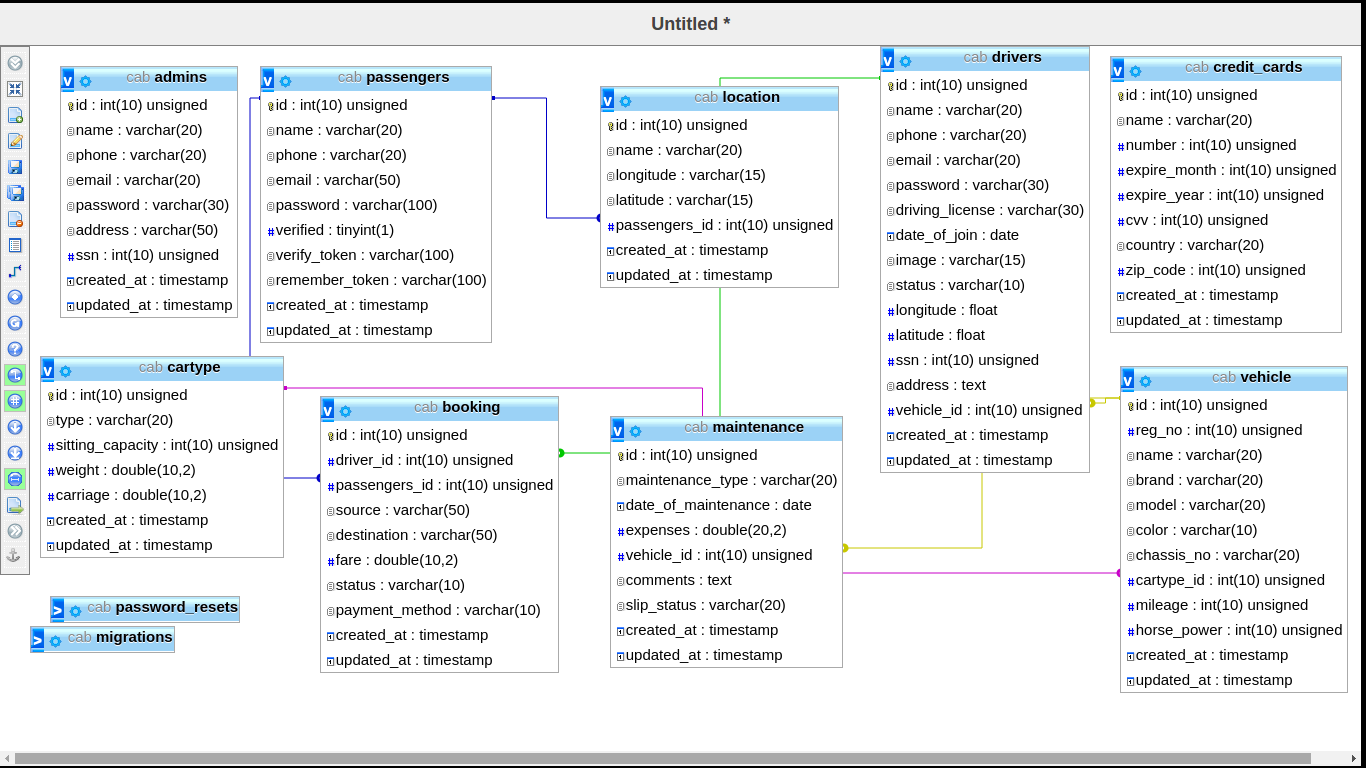 Untitled *
cab admins
id : int(10) unsigned
name : varchar(20)
phone : varchar(20)
email : varchar(20)
password : varchar(30)
address : varchar(50)
ssn : int(10) unsigned
created_at : timestamp
updated_at : timestamp
cab passengers
id : int(10) unsigned
name : varchar(20)
phone : varchar(20)
email : varchar(50)
password : varchar(100)
verified : tinyint(1)
verify_token : varchar(100)
remember_token : varchar(100)
created_at : timestamp
updated_at : timestamp
cab location
id : int(10) unsigned
name : varchar(20)
longitude : varchar(15)
latitude : varchar(15)
passengers_id : int(10) unsigned
created_at : timestamp
updated_at : timestamp
cab drivers
id : int(10) unsigned
name : varchar(20)
phone : varchar(20)
email : varchar(20)
password : varchar(30)
driving_license : varchar(30)
date_of_join : date
image : varchar(15)
status : varchar(10)
longitude : float
latitude : float
ssn : int(10) unsigned
address : text
vehicle_id : int(10) unsigned
created_at : timestamp
updated_at : timestamp
cab credit_cards
id : int(10) unsigned
name : varchar(20)
number : int(10) unsigned
expire_month : int(10) unsigned
expire_year : int(10) unsigned
cvv : int(10) unsigned
country : varchar(20)
zip_code : int(10) unsigned
created_at : timestamp
updated_at : timestamp
cab cartype
id : int(10) unsigned
type : varchar(20)
sitting_capacity : int(10) unsigned
weight : double(10,2)
carriage : double(10,2)
created_at : timestamp
updated_at : timestamp
cab booking
id : int(10) unsigned
driver_id : int(10) unsigned
passengers_id : int(10) unsigned
source : varchar(50)
destination : varchar(50)
fare : double(10,2)
status : varchar(10)
payment_method : varchar(10)
created_at : timestamp
updated_at : timestamp
cab maintenance
id : int(10) unsigned
maintenance_type : varchar(20)
date_of_maintenance : date
expenses : double(20,2)
vehicle_id : int(10) unsigned
comments : text
slip_status : varchar(20)
created_at : timestamp
updated_at : timestamp
cab vehicle
id : int(10) unsigned
reg_no : int(10) unsigned
name : varchar(20)
brand : varchar(20)
model : varchar(20)
color : varchar(10)
chassis_no : varchar(20)
cartype_id : int(10) unsigned
mileage : int(10) unsigned
horse_power : int(10) unsigned
created_at : timestamp
updated_at : timestamp
cab password_resets
cab migrations